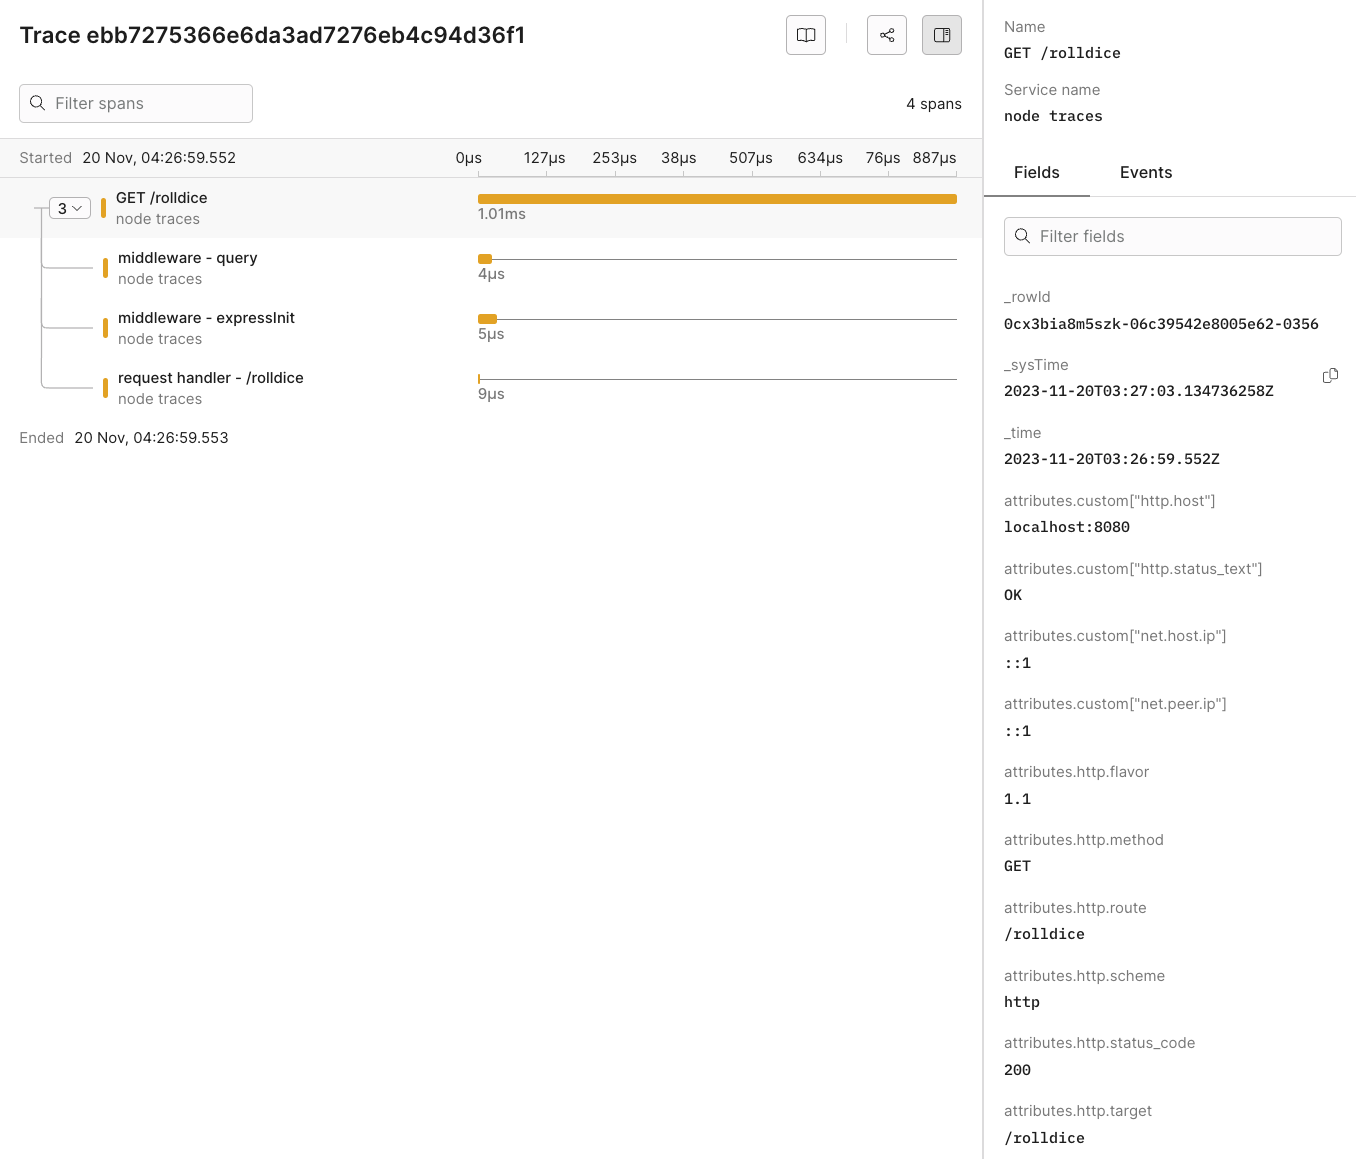 Trace ebb7275366e6da3ad7276eb4c94d36f1
Filter spans
4 spans
Started 20 Nov, 04:26:59.552
0μs 127μs 253μs 38μs 507μs 634μs 76μs 887μs
3
GET /rolldice
node traces
1.01ms
middleware - query
node traces
4μs
middleware - expressInit
node traces
5μs
request handler - /rolldice
node traces
9μs
Ended 20 Nov, 04:26:59.553
Name
GET /rolldice
Service name
node traces
Fields Events
Filter fields
_rowId
0cx3bia8m5szk-06c39542e8005e62-0356
_sysTime
2023-11-20T03:27:03.134736258Z
_time
2023-11-20T03:26:59.552Z
attributes.custom["http.host"]
localhost:8080
attributes.custom["http.status_text"]
OK
attributes.custom["net.host.ip"]
::1
attributes.custom["net.peer.ip"]
::1
attributes.http.flavor
1.1
attributes.http.method
GET
attributes.http.route
/rolldice
attributes.http.scheme
http
attributes.http.status_code
200
attributes.http.target
/rolldice